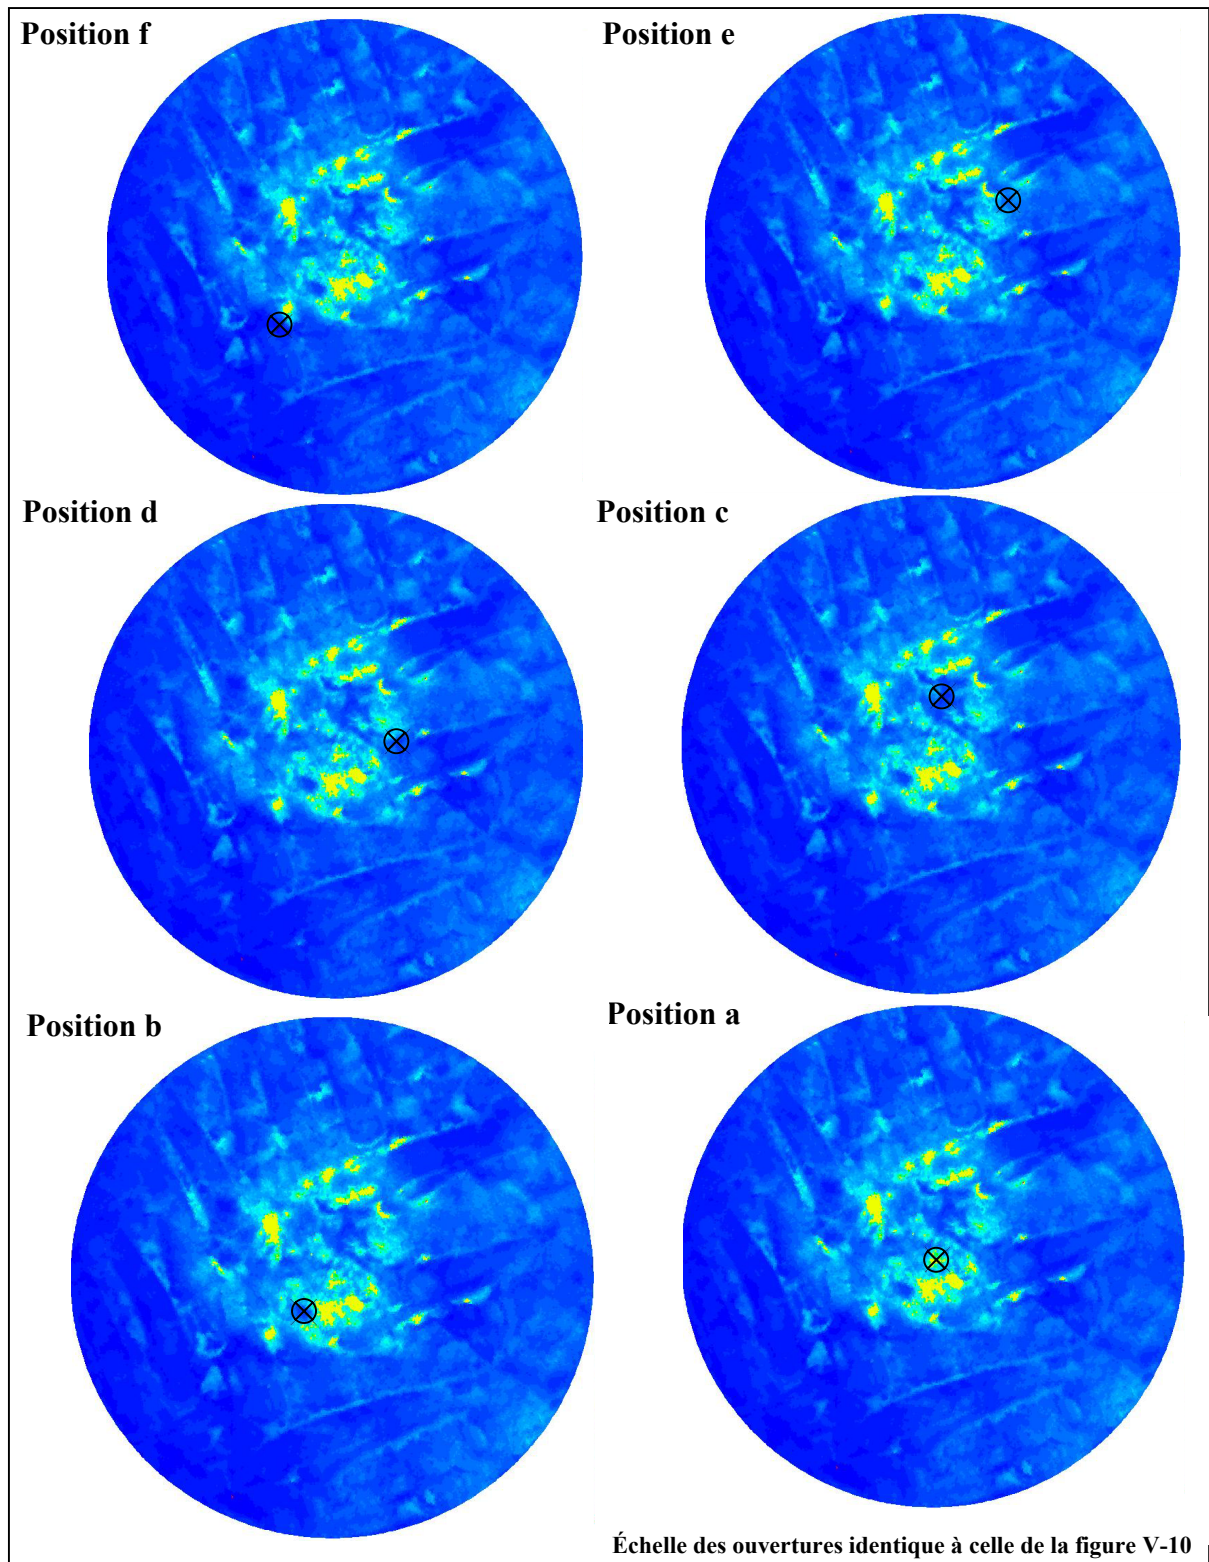 Position f
Position e
Position d
Position c
Position b
Position a
Échelle des ouvertures identique à celle de la figure V-10